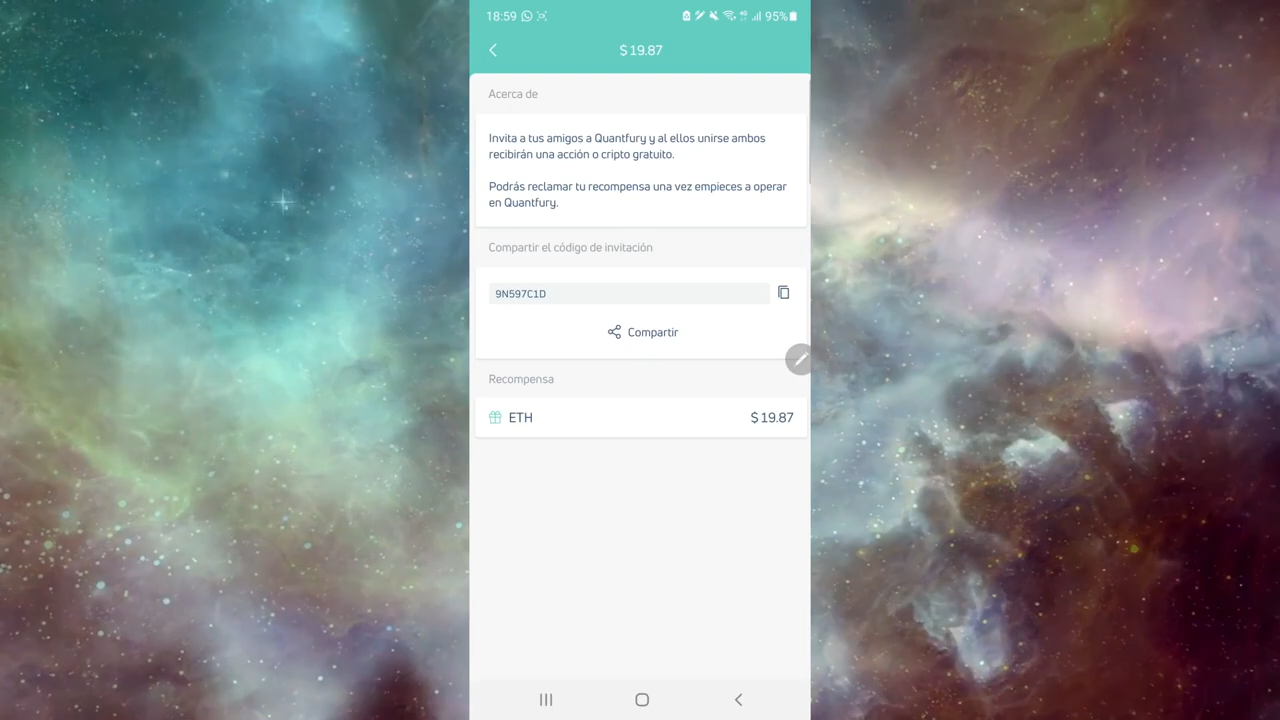 18:59 95%
$ 19.87
Acerca de
Invita a tus amigos a Quantfury y al ellos unirse ambos
recibirán una acción o cripto gratuito.
Podrás reclamar tu recompensa una vez empieces a operar
en Quantfury.
Compartir el código de invitación
9N597C1D
Compartir
Recompensa
ETH $ 19.87